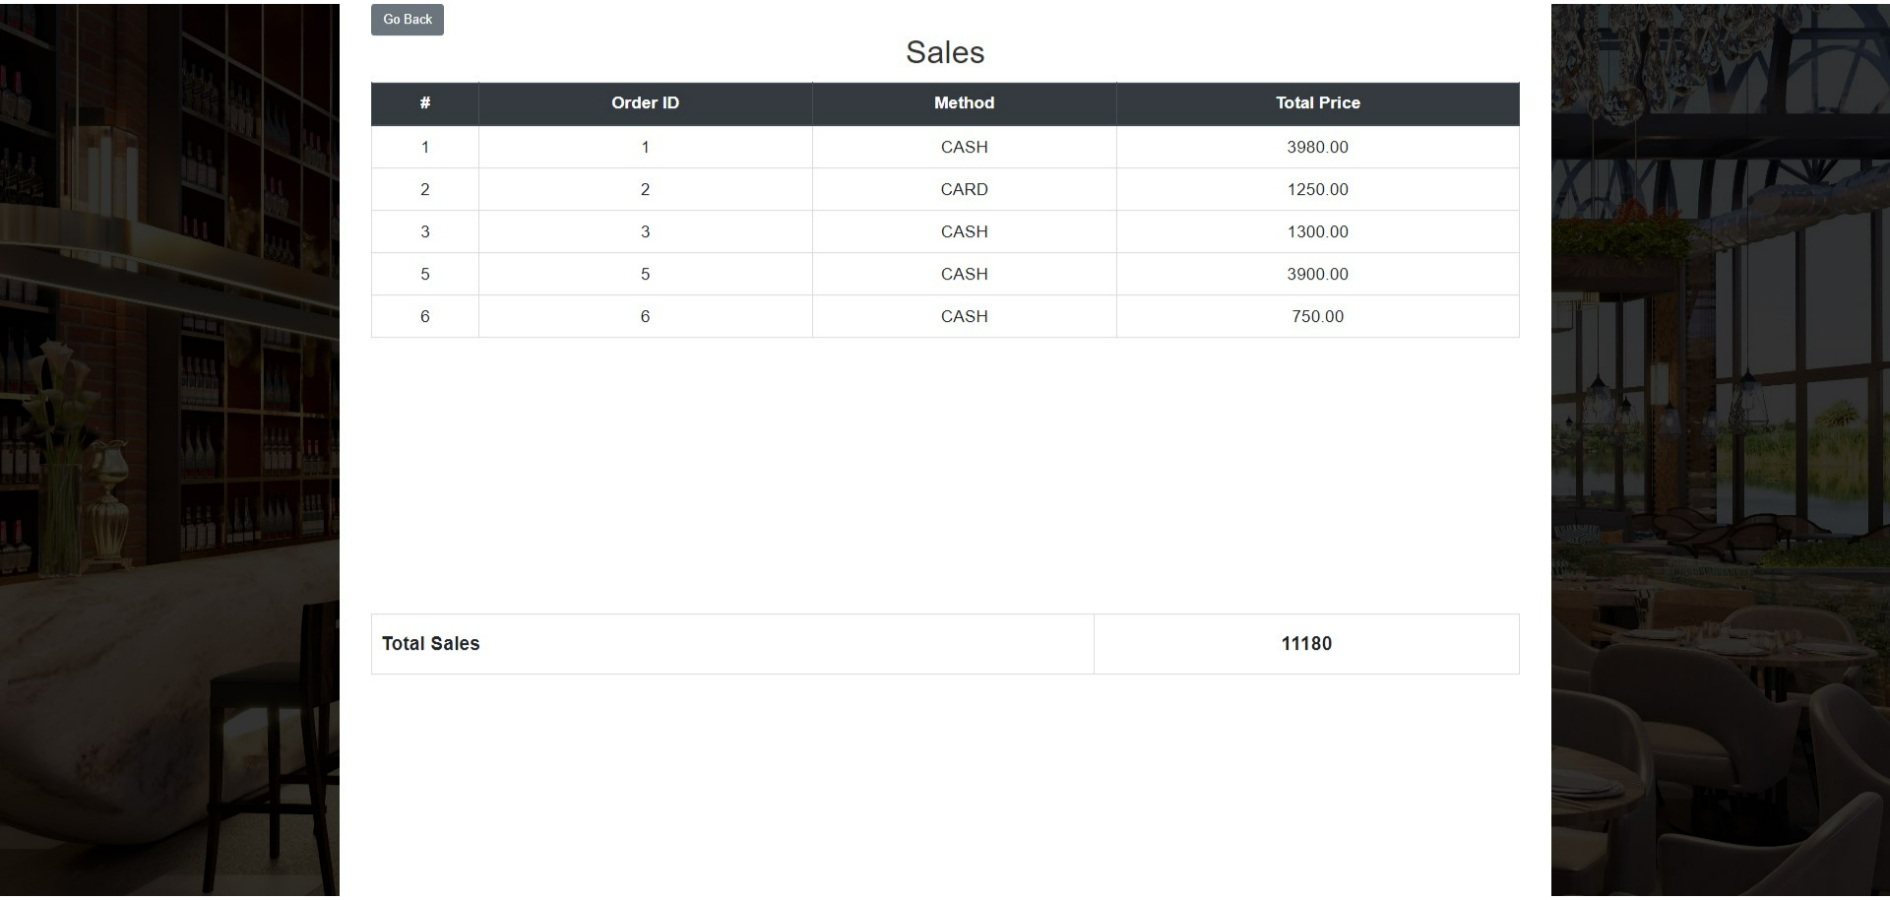 Go Back
Sales
# Order ID Method Total Price
1 1 CASH 3980.00
2 2 CARD 1250.00
3 3 CASH 1300.00
5 5 CASH 3900.00
6 6 CASH 750.00
Total Sales 11180